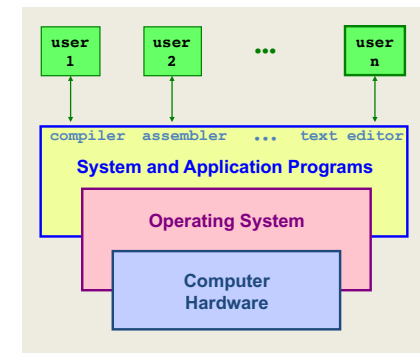 user user ... user
1 2 n
compiler assembler ... text editor
System and Application Programs
Operating System
Computer
Hardware